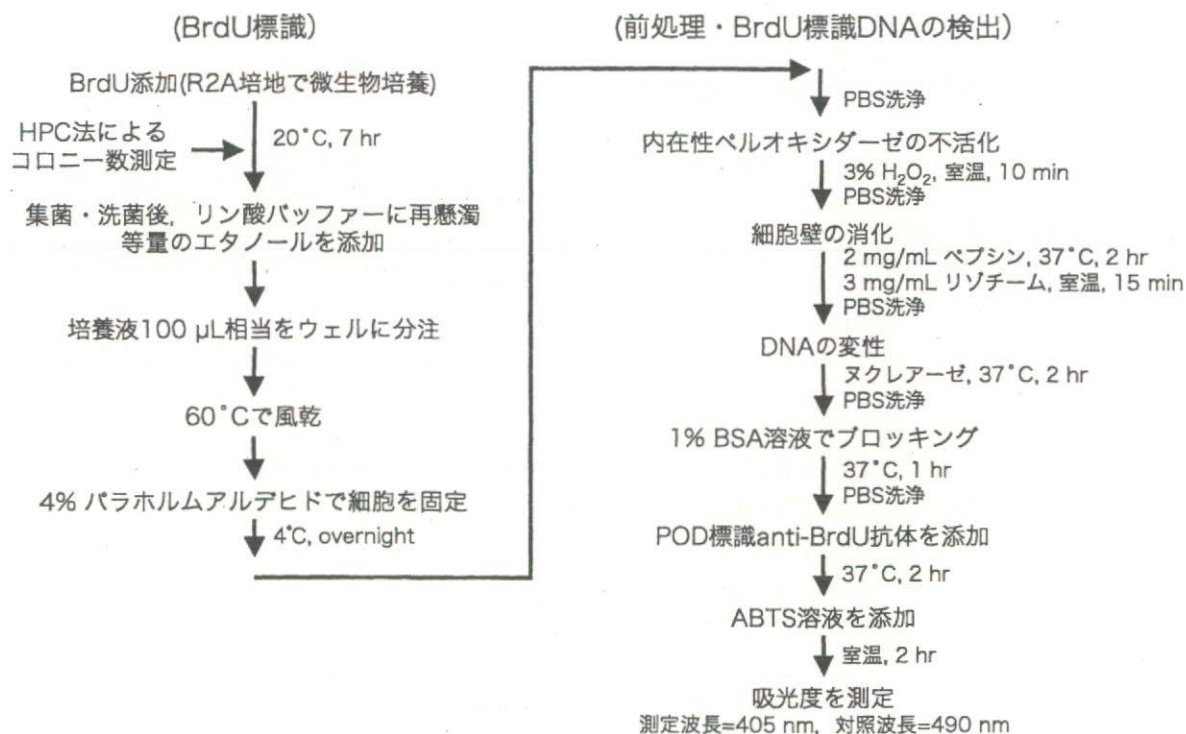 (BrdU標識)
BrdU添加(R2A培地で微生物培養)
HPC法による
コロニー数測定
20˚C, 7 hr
集菌・洗菌後，リン酸バッファーに再懸濁
等量のエタノールを添加
培養液100 µL相当をウェルに分注
60˚Cで風乾
4% パラホルムアルデヒドで細胞を固定
4˚C, overnight
(前処理・BrdU標識DNAの検出)
PBS洗浄
内在性ペルオキシダーゼの不活化
3% H₂O₂, 室温, 10 min
PBS洗浄
細胞壁の消化
2 mg/mL ペプシン, 37˚C, 2 hr
3 mg/mL リゾチーム, 室温, 15 min
PBS洗浄
DNAの変性
ヌクレアーゼ, 37˚C, 2 hr
PBS洗浄
1% BSA溶液でブロッキング
37˚C, 1 hr
PBS洗浄
POD標識anti-BrdU抗体を添加
37˚C, 2 hr
ABTS溶液を添加
室温, 2 hr
吸光度を測定
測定波長=405 nm, 対照波長=490 nm